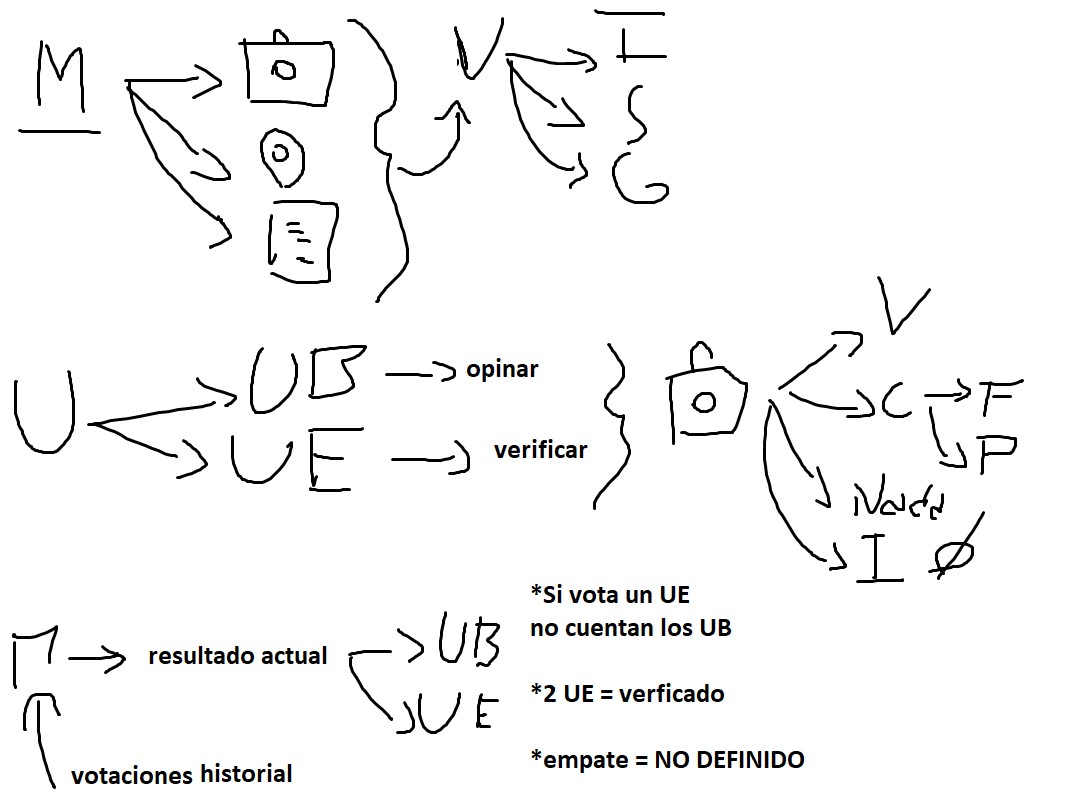 M
V
I
S
G
U
UB
opinar
UE
verificar
V
C
F
P
Nada
I Ø
*Si vota un UE
no cuentan los UB
M
resultado actual
UB
UE
*2 UE = verficado
*empate = NO DEFINIDO
votaciones historial